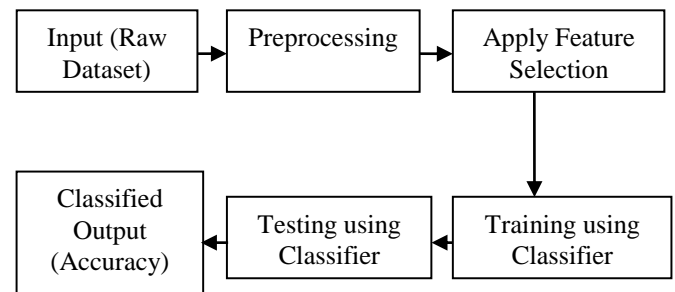 Input (Raw
Dataset)
Preprocessing
Apply Feature
Selection
Training using
Classifier
Testing using
Classifier
Classified
Output
(Accuracy)